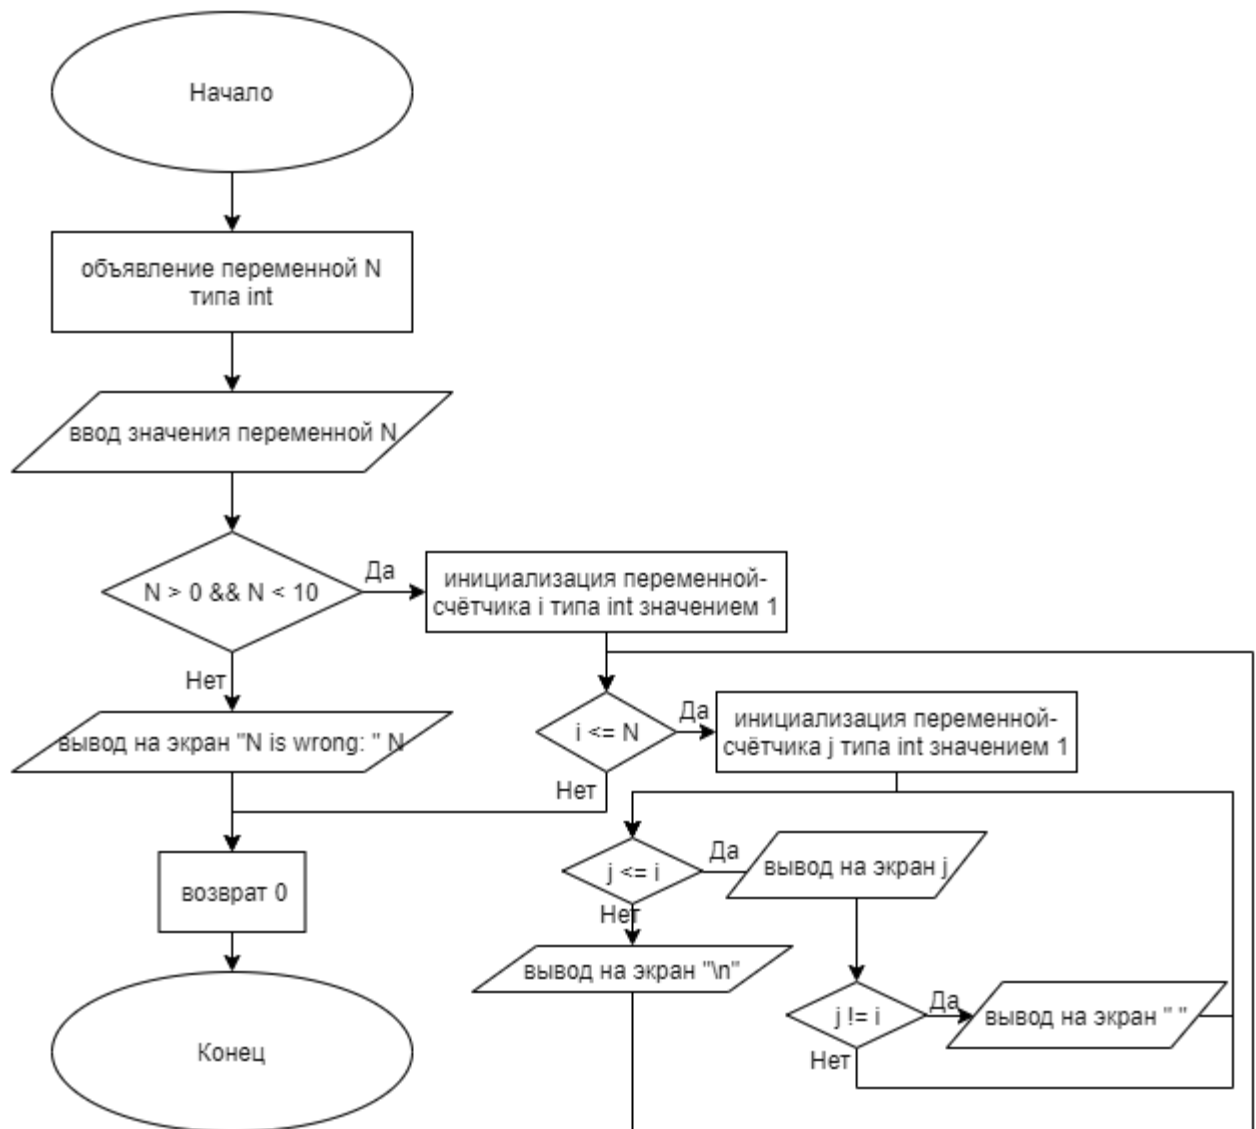 Начало
объявление переменной N
типа int
ввод значения переменной N
N > 0 && N < 10
Да
инициализация переменной-
счётчика i типа int значением 1
Нет
вывод на экран "N is wrong: " N
i <= N
Да
инициализация переменной-
счётчика j типа int значением 1
Нет
возврат 0
j <= i
Да
вывод на экран j
Нет
вывод на экран "\n"
j != i
Да
вывод на экран " "
Нет
Конец